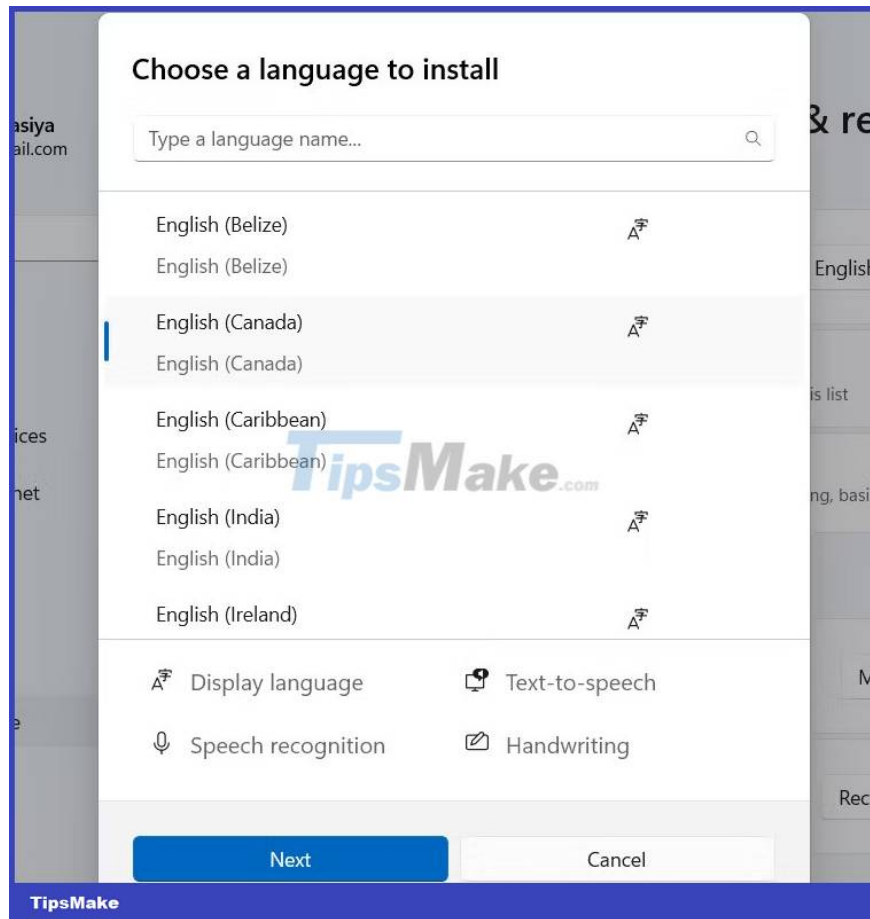 Choose a language to install
asiya
ail.com
& re
Type a language name...
English (Belize)
English (Belize)
English
English (Canada)
English (Canada)
is list
English (Caribbean)
English (Caribbean)
ices
TipsMake.com
net
ng, basi
English (India)
English (India)
English (Ireland)
Display language
Text-to-speech
M
Speech recognition
Handwriting
e
Rec
Next
Cancel
TipsMake